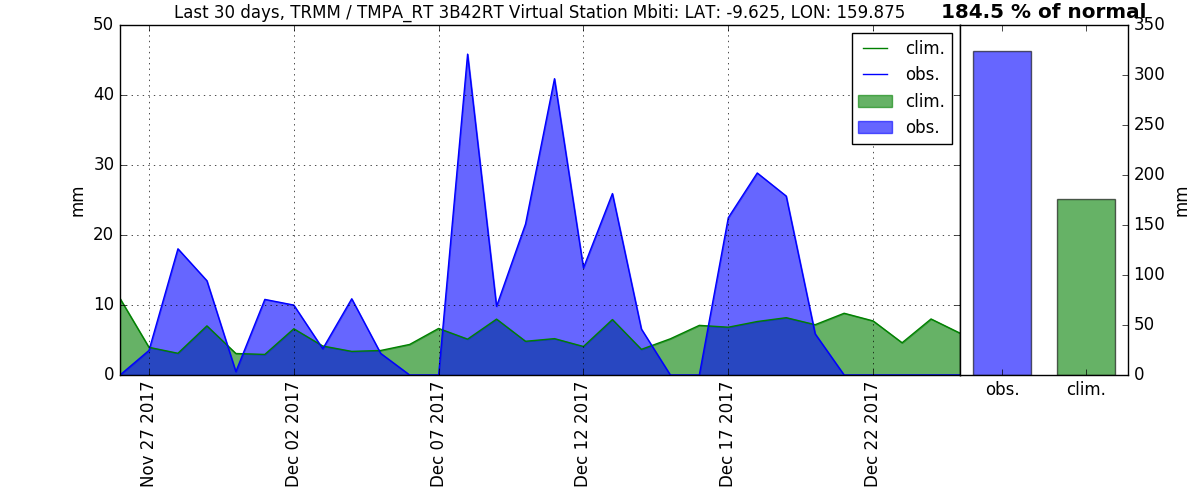 Last 30 days, TRMM / TMPA_RT 3B42RT Virtual Station Mbiti: LAT: -9.625, LON: 159.875
184.5 % of normal
50
40
30
20
10
0
mm
clim.
obs.
clim.
obs.
Nov 27 2017
Dec 02 2017
Dec 07 2017
Dec 12 2017
Dec 17 2017
Dec 22 2017
350
300
250
200
150
100
50
0
mm
obs.
clim.